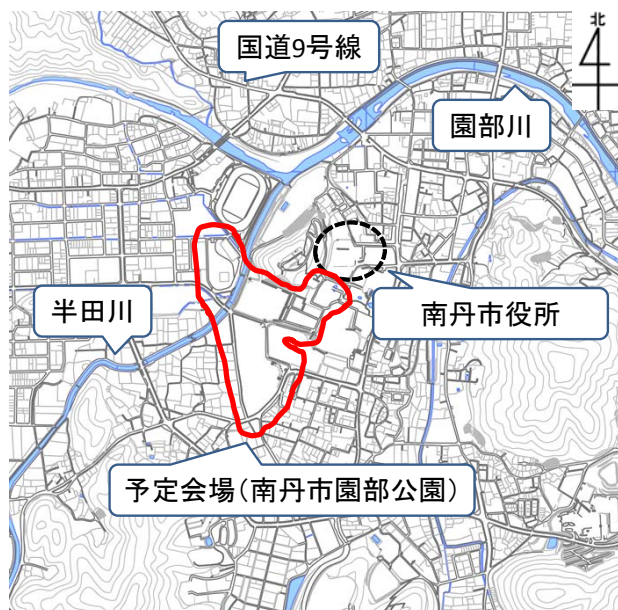 北
国道9号線
園部川
半田川
南丹市役所
予定会場(南丹市園部公園)